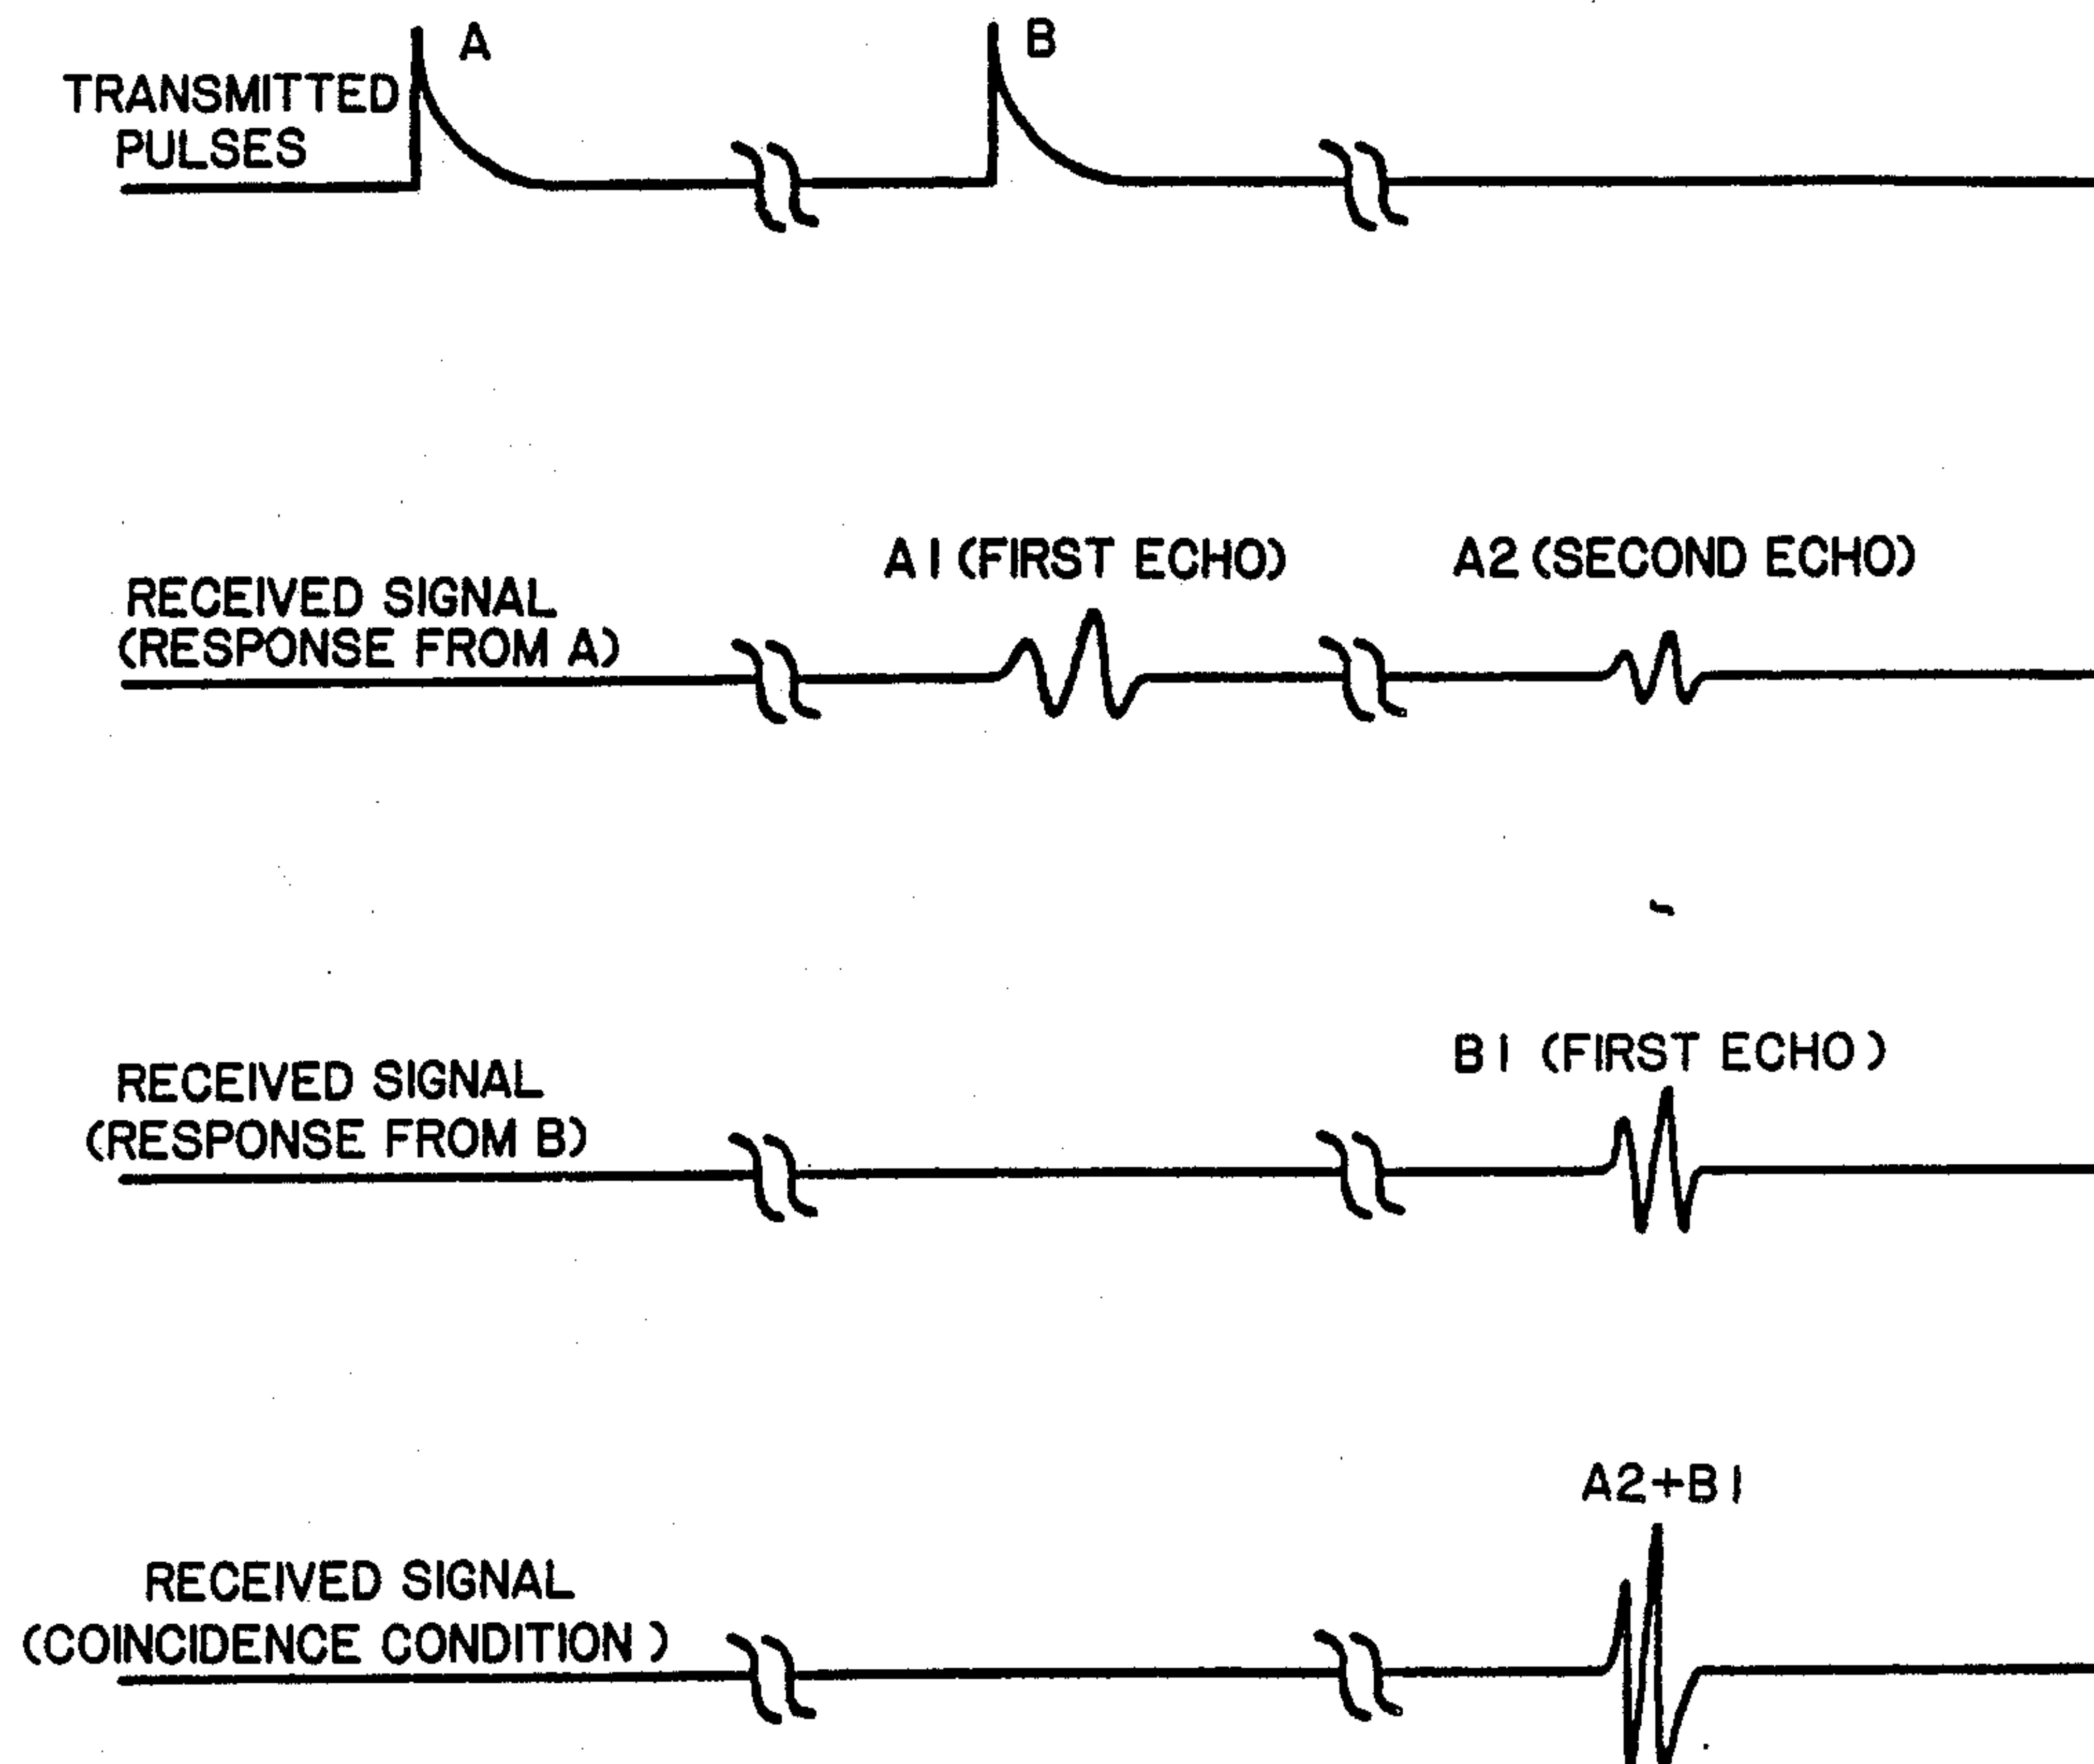 A
B
TRANSMITTED
PULSES
A1 (FIRST ECHO)
A2 (SECOND ECHO)
RECEIVED SIGNAL
(RESPONSE FROM A)
B1 (FIRST ECHO)
RECEIVED SIGNAL
(RESPONSE FROM B)
A2+B1
RECEIVED SIGNAL
(COINCIDENCE CONDITION)